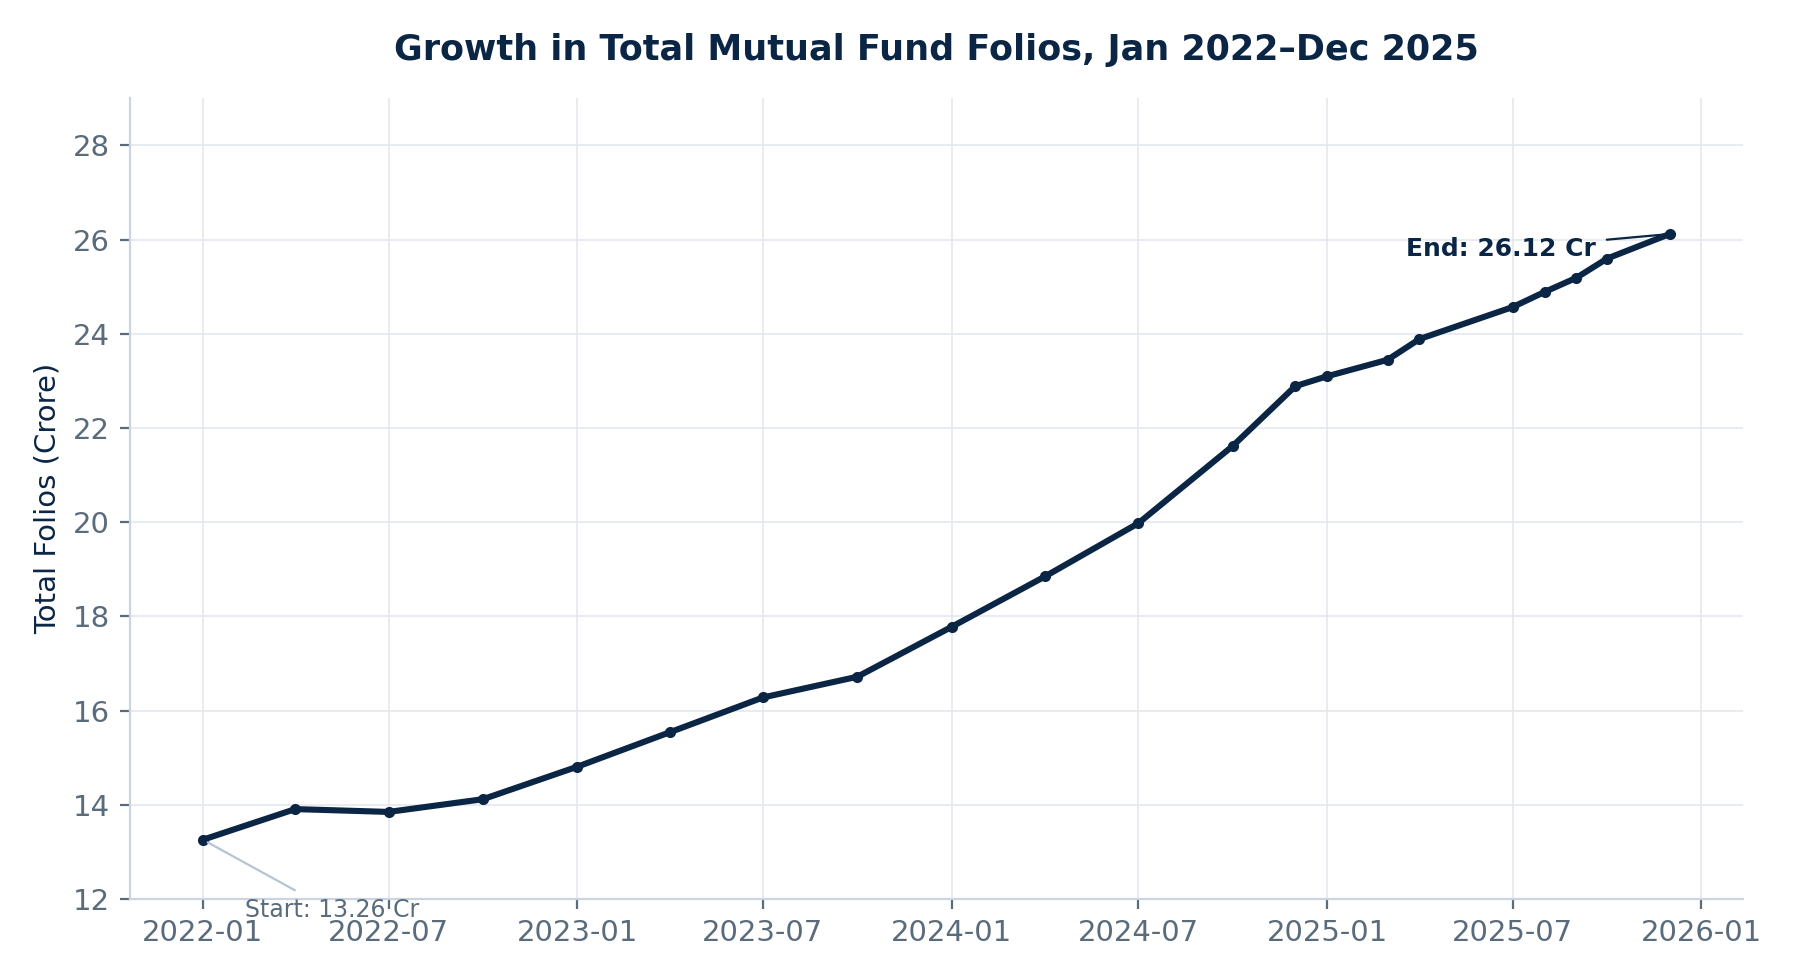 Growth in Total Mutual Fund Folios, Jan 2022–Dec 2025
Total Folios (Crore)
28
26
24
22
20
18
16
14
12
End: 26.12 Cr
Start: 13.26 Cr
2022-01 2022-07 2023-01 2023-07 2024-01 2024-07 2025-01 2025-07 2026-01